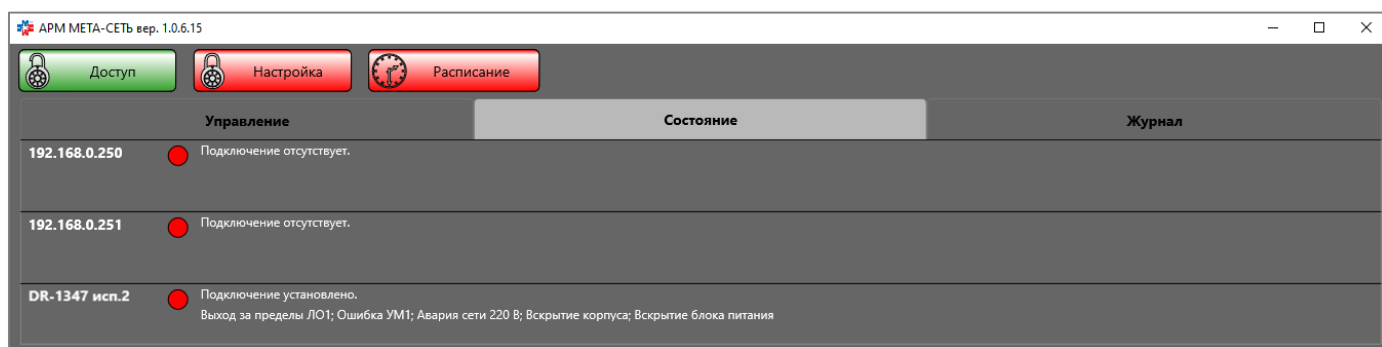 АРМ МЕТА-СЕТЬ вер. 1.0.6.15
Доступ Настройка Расписание
Управление Состояние Журнал
192.168.0.250 Подключение отсутствует.
192.168.0.251 Подключение отсутствует.
DR-1347 исп.2 Подключение установлено.
Выход за пределы ЛО1; Ошибка УМ1; Авария сети 220 В; Вскрытие корпуса; Вскрытие блока питания